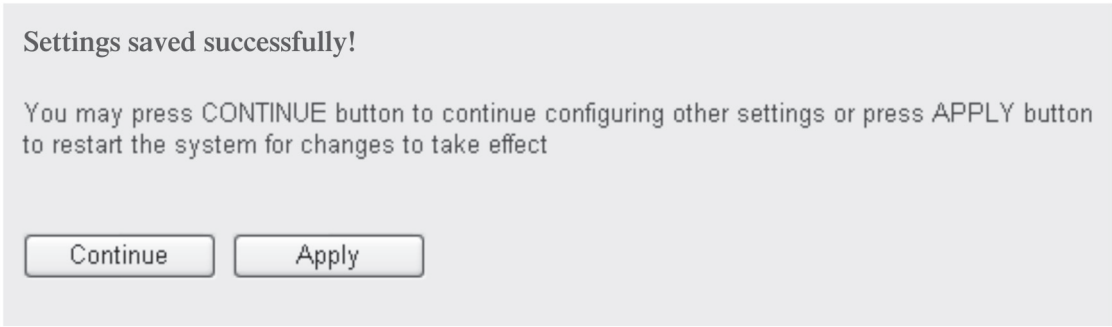 Settings saved successfully!
You may press CONTINUE button to continue configuring other settings or press APPLY button
to restart the system for changes to take effect
Continue
Apply